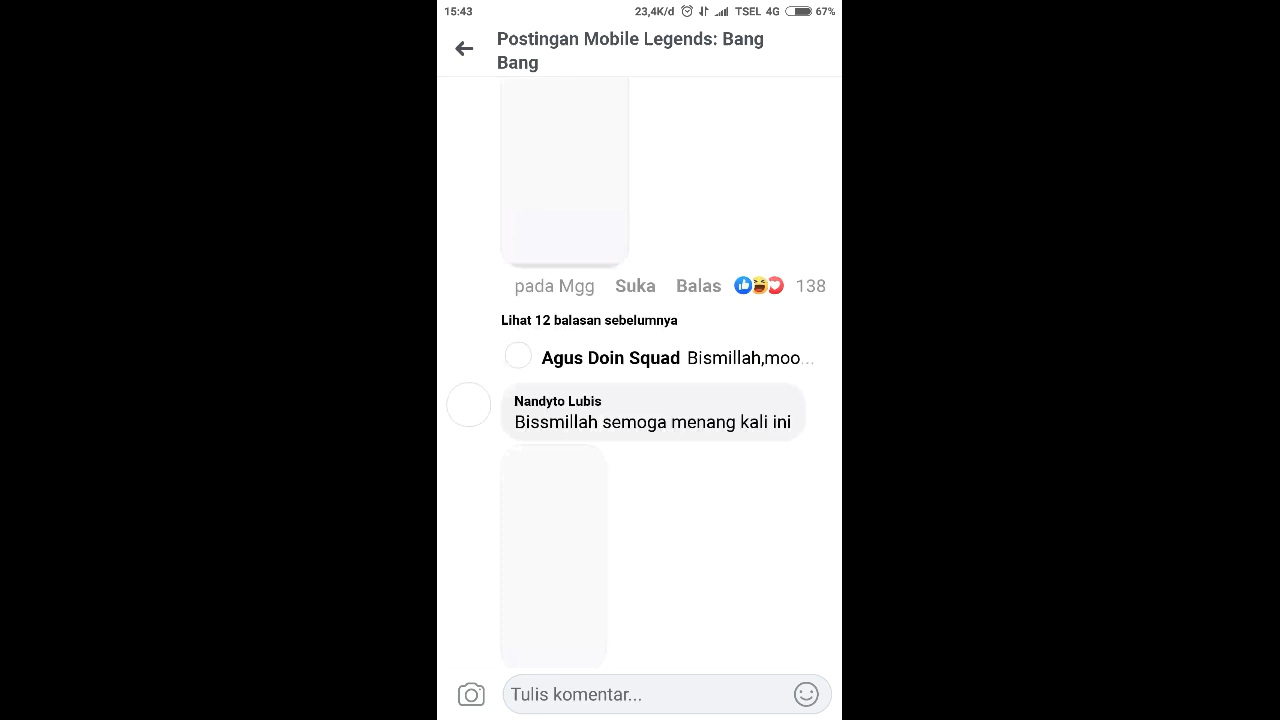 15:43 23,4K/d TSEL 4G 67%
Postingan Mobile Legends: Bang
Bang
pada Mgg Suka Balas 138
Lihat 12 balasan sebelumnya
Agus Doin Squad Bismillah,moo...
Nandyto Lubis
Bissmillah semoga menang kali ini
Tulis komentar...